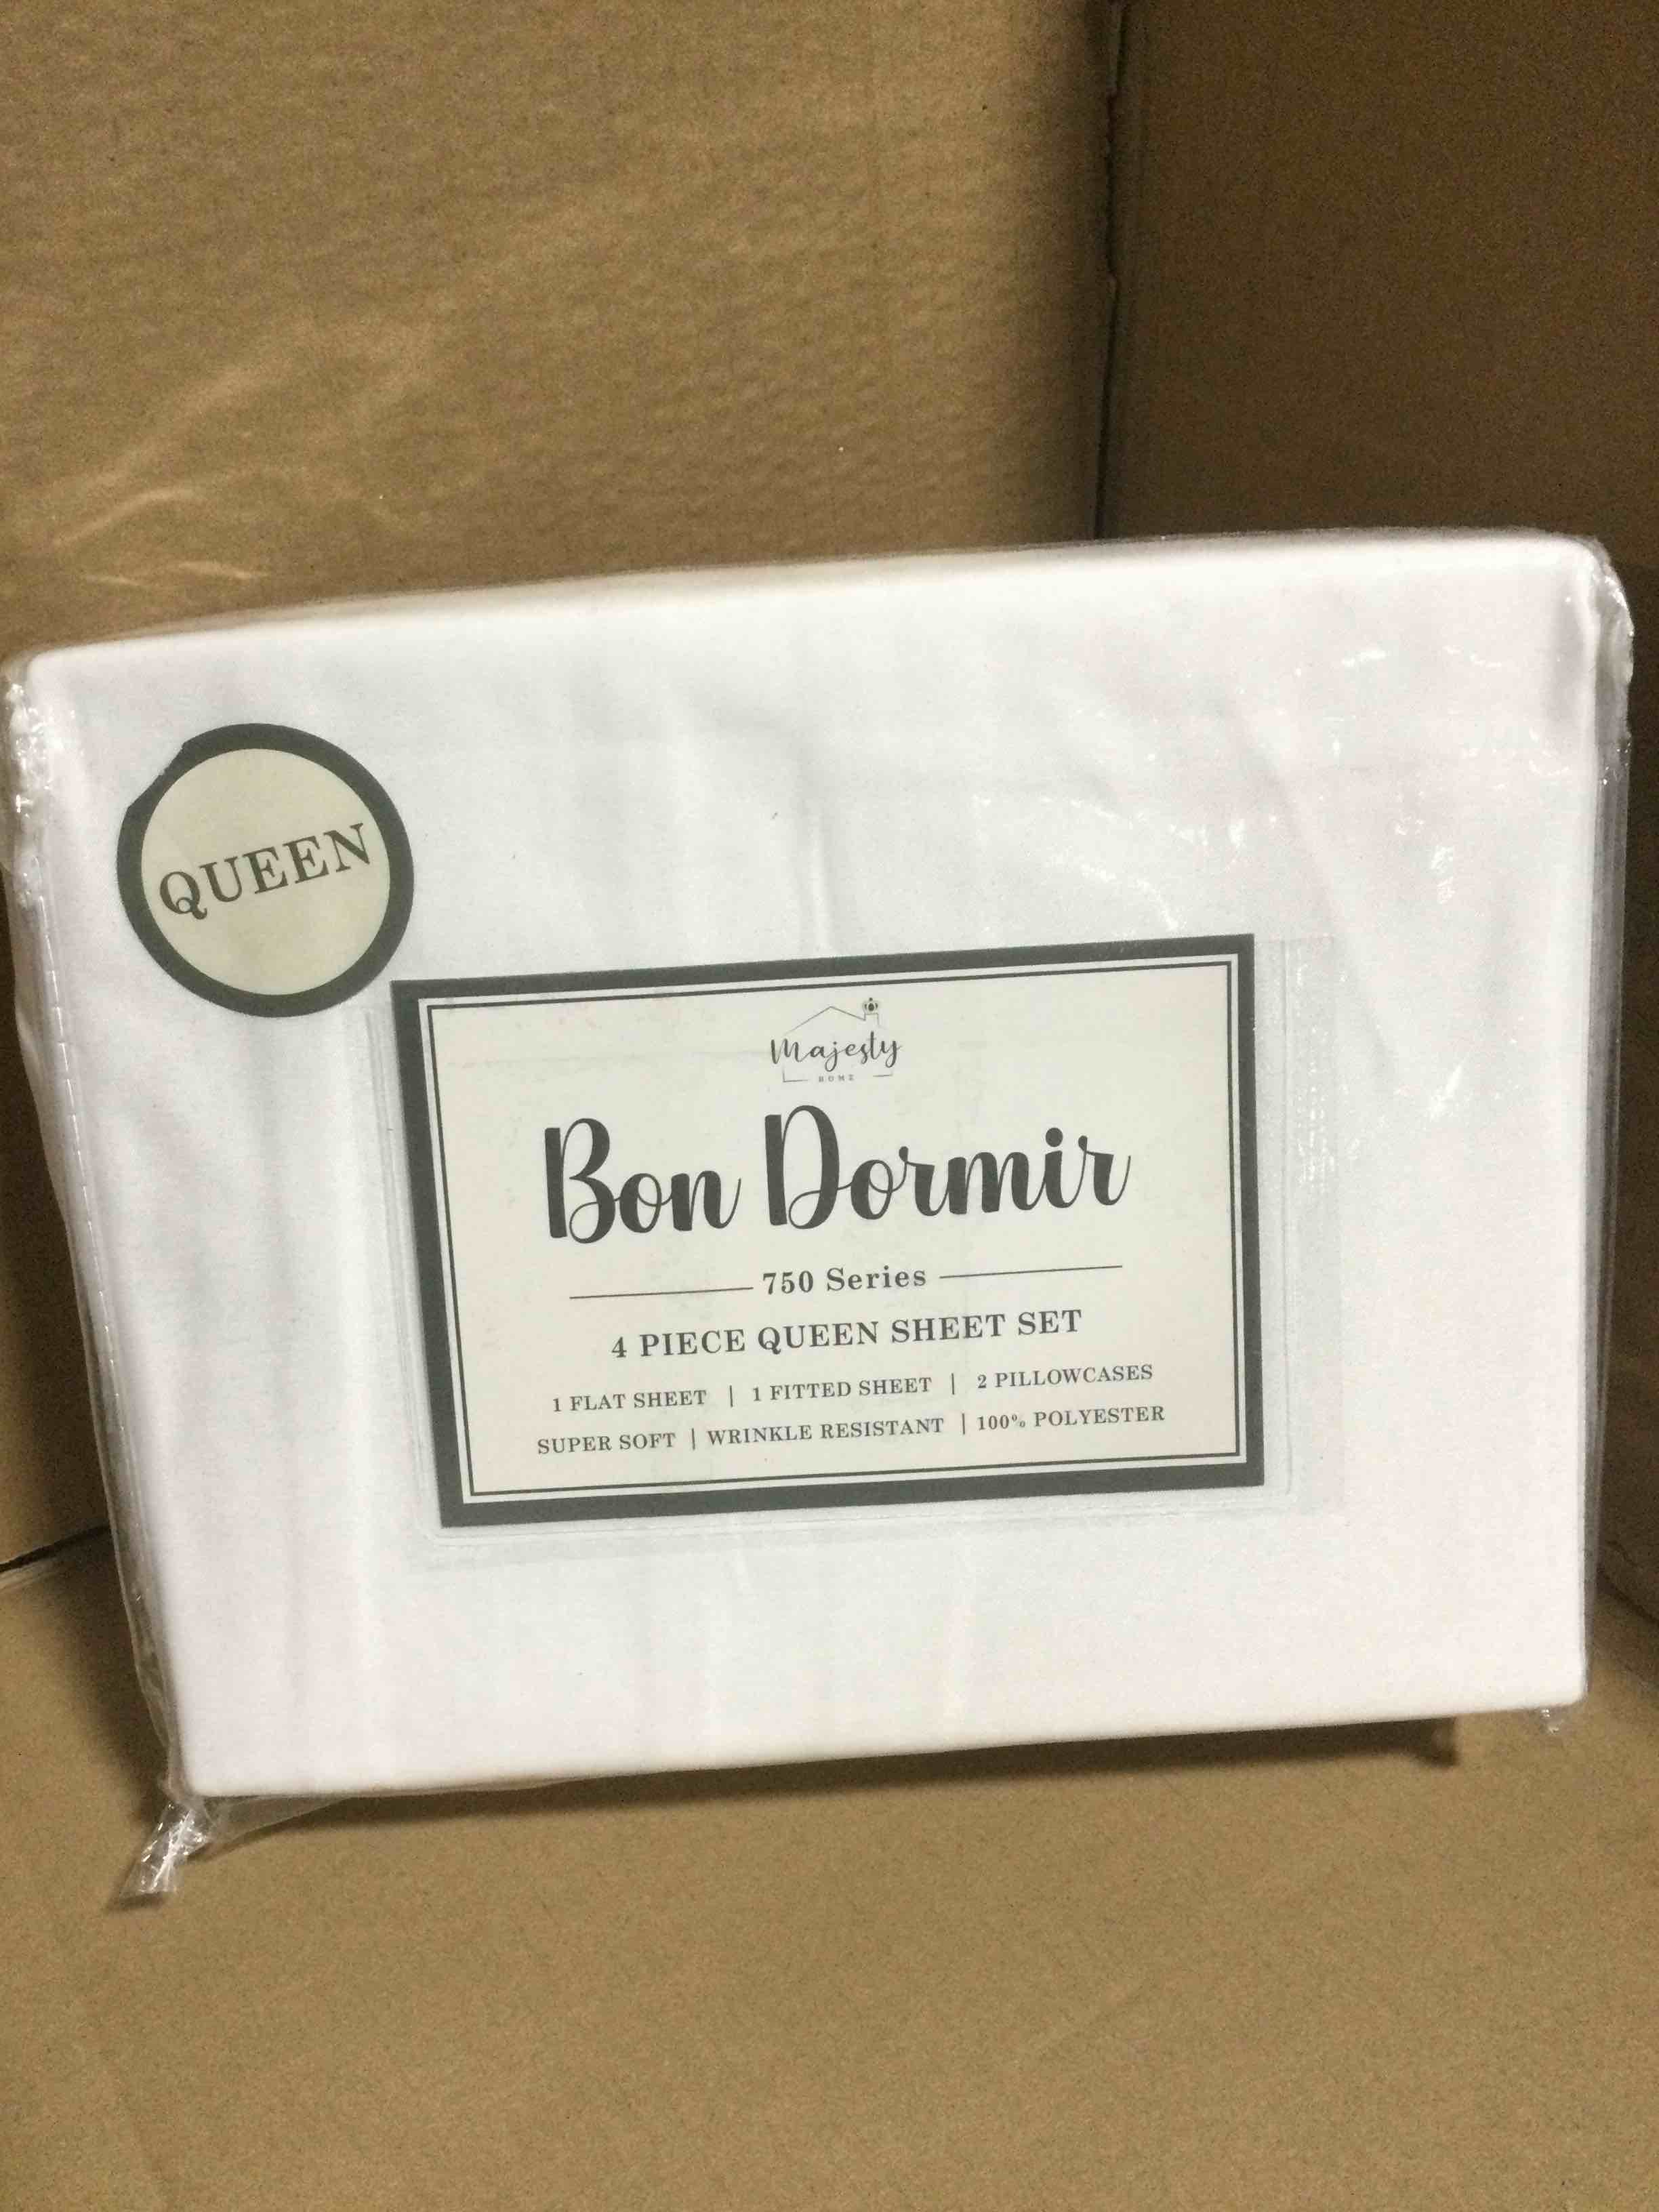 QUEEN
Majesty
HOME
Bon Dormir
750 Series
4 PIECE QUEEN SHEET SET
1 FLAT SHEET | 1 FITTED SHEET | 2 PILLOWCASES
SUPER SOFT | WRINKLE RESISTANT | 100% POLYESTER